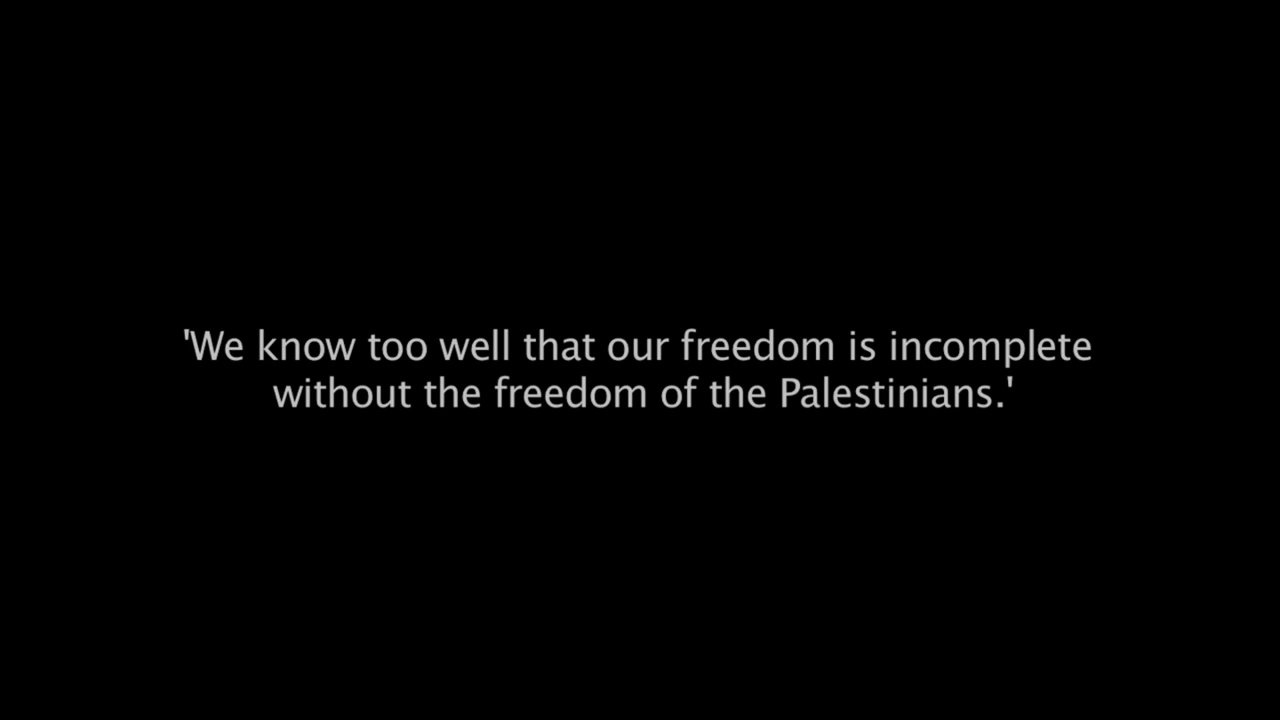 'We know too well that our freedom is incomplete
without the freedom of the Palestinians.'